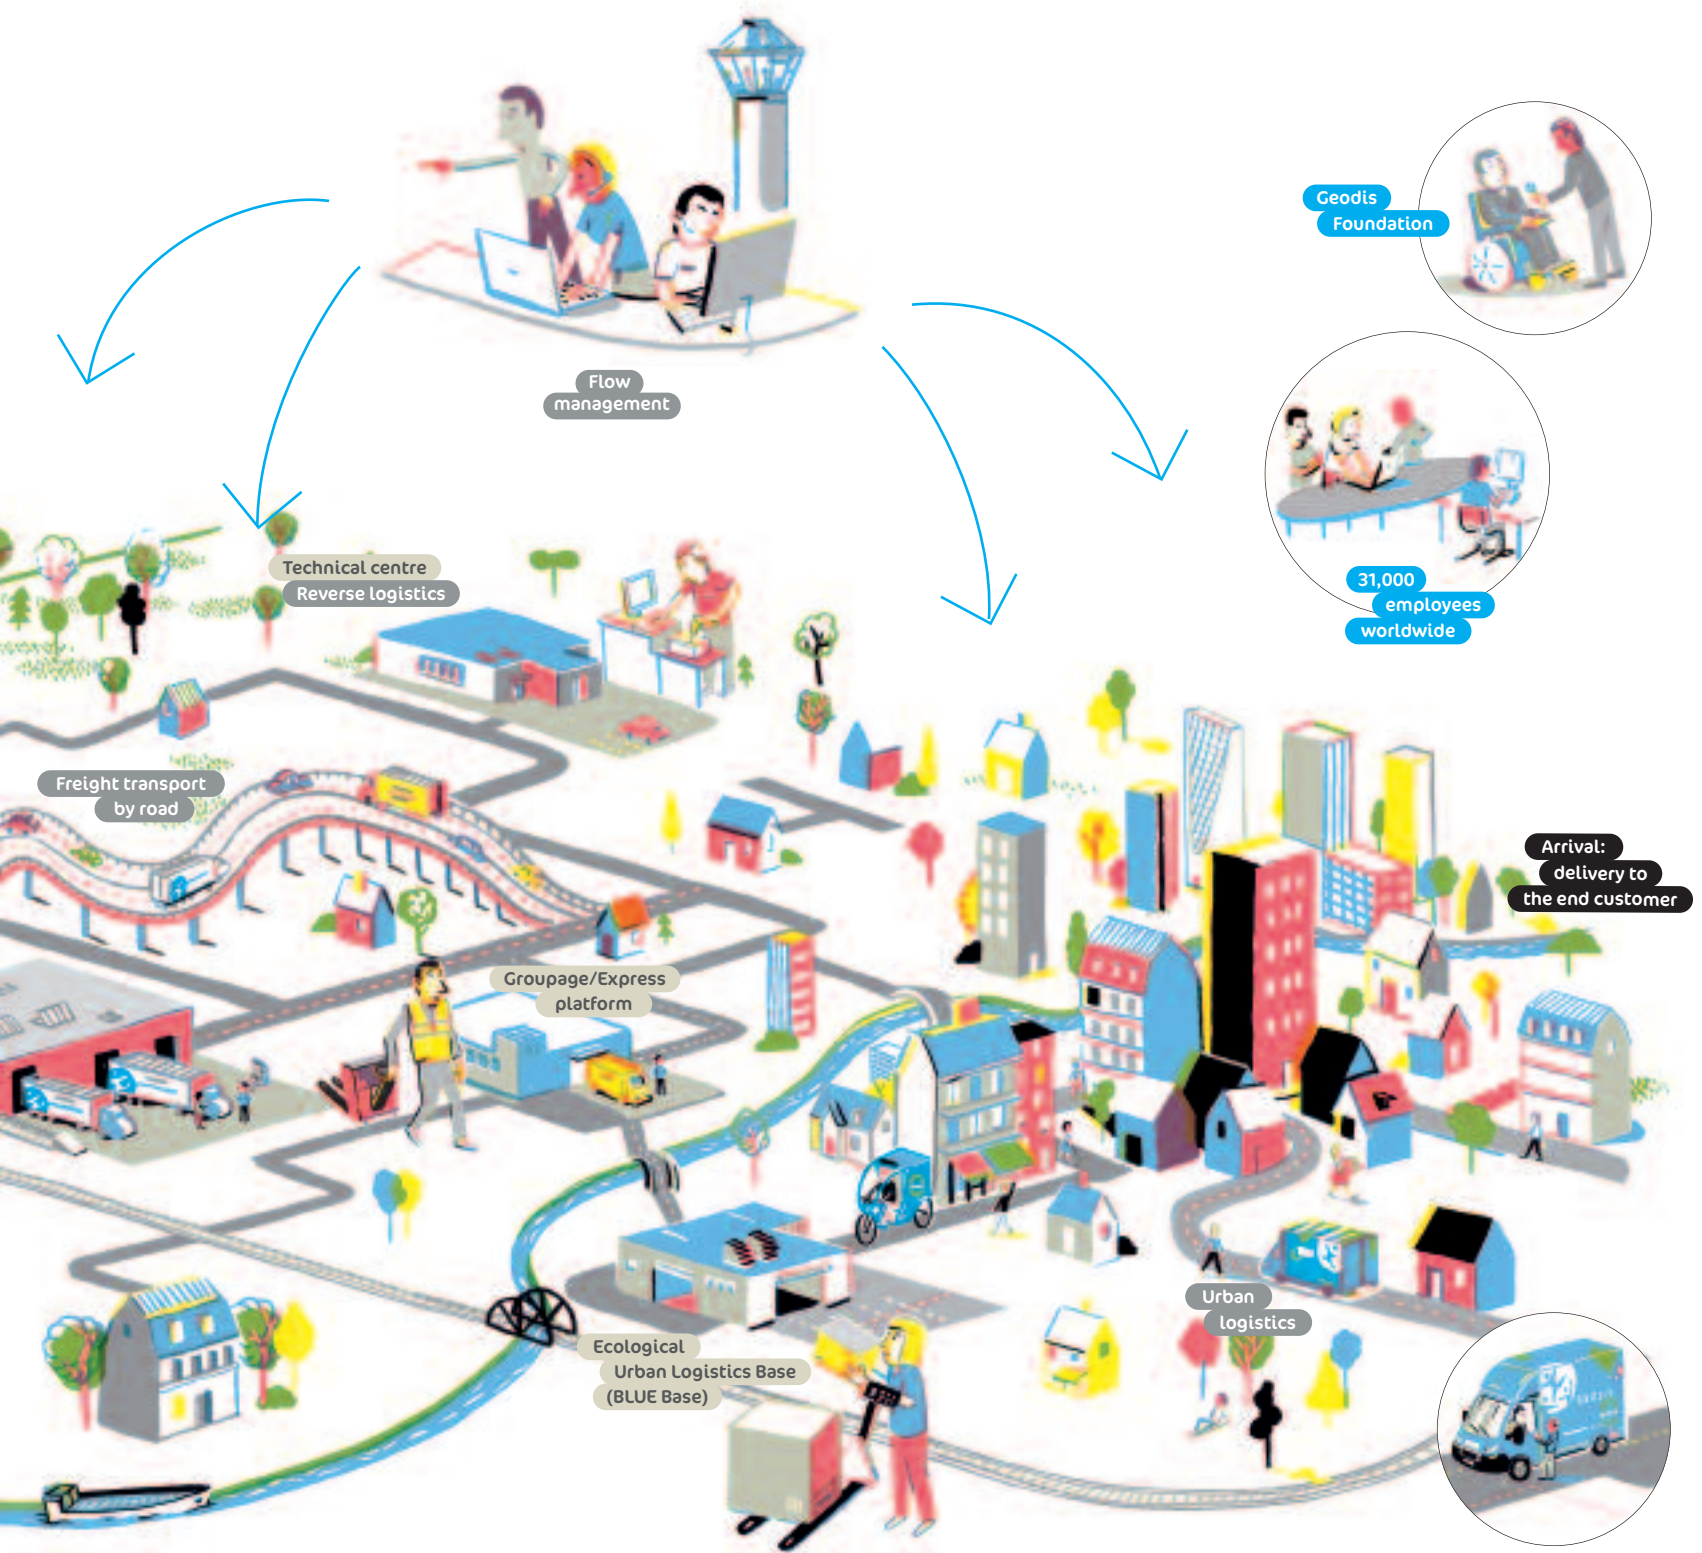 Geodis
Foundation
Flow
management
31,000
employees
worldwide
Technical centre
Reverse logistics
Freight transport
by road
Arrival:
delivery to
the end customer
Groupage/Express
platform
Urban
logistics
Ecological
Urban Logistics Base
(BLUE Base)